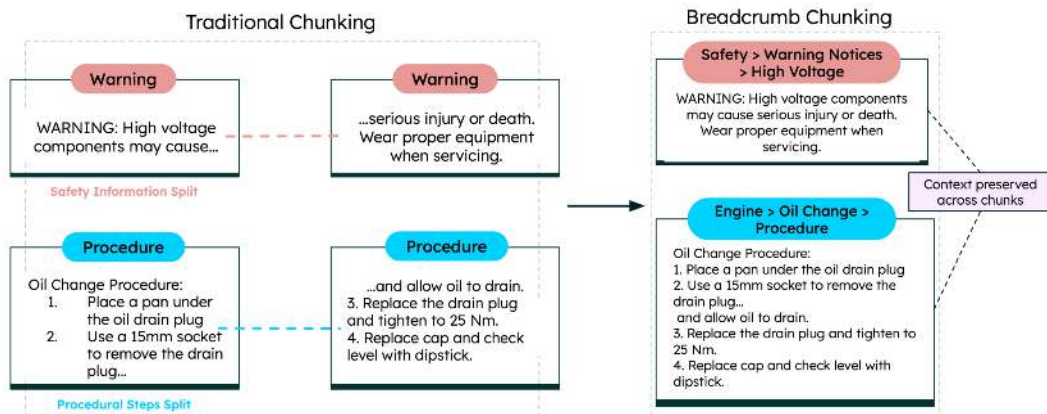 Traditional Chunking
Warning
WARNING: High voltage
components may cause...
Warning
...serious injury or death.
Wear proper equipment
when servicing.
Safety Information Split
Procedure
Oil Change Procedure:
1. Place a pan under
the oil drain plug
2. Use a 15mm socket
to remove the drain
plug...
Procedure
...and allow oil to drain.
3. Replace the drain plug
and tighten to 25 Nm.
4. Replace cap and check
level with dipstick.
Procedural Steps Split
Breadcrumb Chunking
Safety > Warning Notices
> High Voltage
WARNING: High voltage components
may cause serious injury or death.
Wear proper equipment when
servicing.
Engine > Oil Change >
Procedure
Oil Change Procedure:
1. Place a pan under the oil drain plug
2. Use a 15mm socket to remove the
drain plug...
and allow oil to drain.
3. Replace the drain plug and tighten to
25 Nm.
4. Replace cap and check level with
dipstick.
Context preserved
across chunks